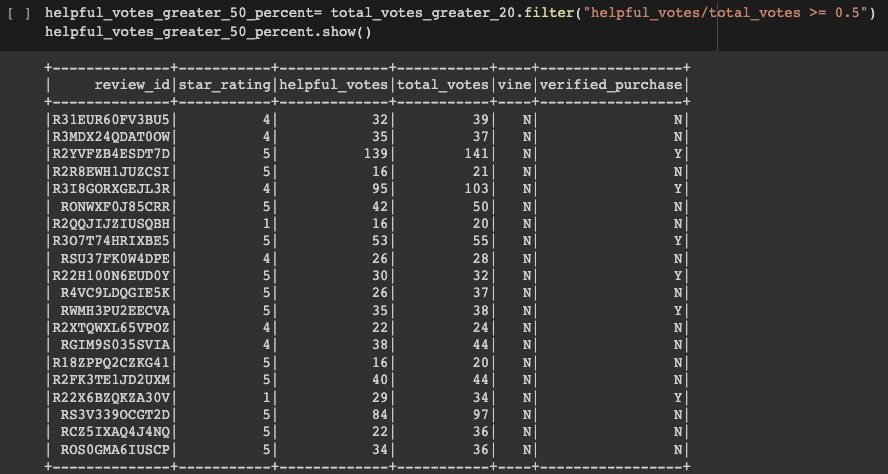 [ ] helpful_votes_greater_50_percent= total_votes_greater_20.filter("helpful_votes/total_votes >= 0.5")
helpful_votes_greater_50_percent.show()
+--------------+-----------+-------------+-----------+----+-----------------+
|     review_id|star_rating|helpful_votes|total_votes|vine|verified_purchase|
+--------------+-----------+-------------+-----------+----+-----------------+
|R31EUR60FV3BU5|          4|           32|         39|   N|                N|
|R3MDX24QDAT0OW|          4|           35|         37|   N|                N|
|R2YVFZB4ESDT7D|          5|          139|        141|   N|                Y|
|R2R8EWH1JUZCSI|          5|           16|         21|   N|                N|
|R3I8GORXGEJL3R|          4|           95|        103|   N|                Y|
| RONWXF0J85CRR|          5|           42|         50|   N|                N|
|R2QQJIJZIUSQBH|          1|           16|         20|   N|                N|
|R3O7T74HRIXBE5|          5|           53|         55|   N|                Y|
| RSU37FK0W4DPE|          4|           26|         28|   N|                N|
|R22H100N6EUD0Y|          5|           30|         32|   N|                Y|
| R4VC9LDQGIE5K|          5|           26|         37|   N|                N|
| RWMH3PU2EECVA|          5|           35|         38|   N|                Y|
|R2XTQWXL65VPOZ|          4|           22|         24|   N|                N|
| RGIM9S035SVIA|          4|           38|         44|   N|                N|
|R18ZPPQ2CZKG41|          5|           16|         20|   N|                N|
|R2FK3TE1JD2UXM|          5|           40|         44|   N|                N|
|R22X6BZQKZA30V|          1|           29|         34|   N|                Y|
| RS3V339OCGT2D|          5|           84|         97|   N|                N|
| RCZ5IXAQ4J4NQ|          5|           22|         36|   N|                N|
| ROS0GMA6IUSCP|          5|           34|         36|   N|                N|
+--------------+-----------+-------------+-----------+----+-----------------+